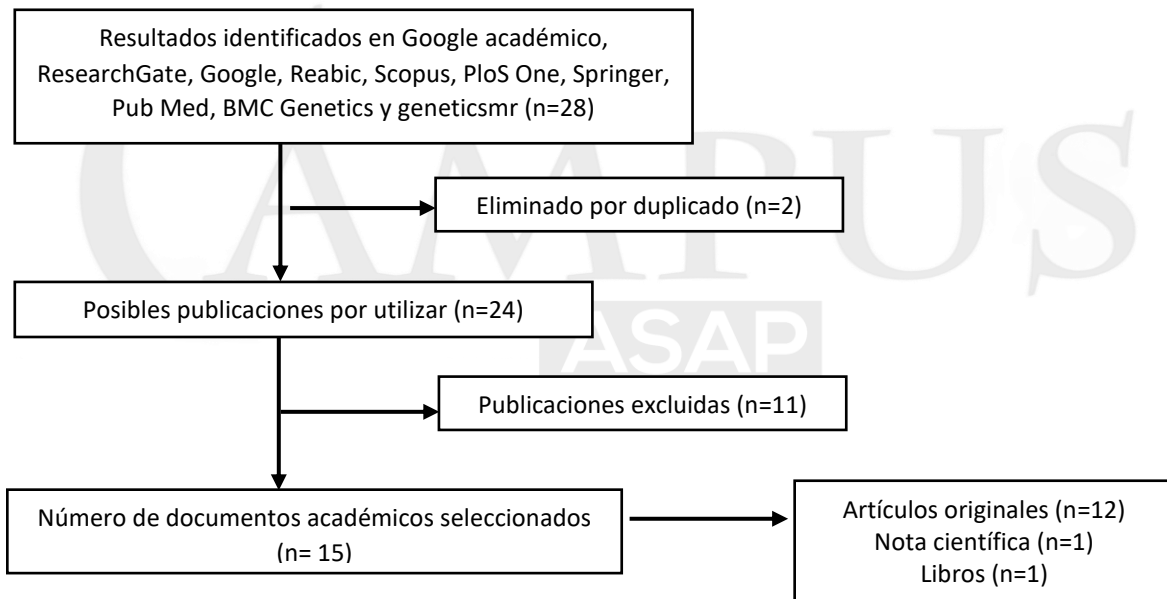 Resultados identificados en Google académico,
ResearchGate, Google, Reabic, Scopus, PloS One, Springer,
Pub Med, BMC Genetics y geneticsmr (n=28)
CAMPUS
Eliminado por duplicado (n=2)
Posibles publicaciones por utilizar (n=24)
ASAP
Publicaciones excluidas (n=11)
Número de documentos académicos seleccionados
(n= 15)
Artículos originales (n=12)
Nota científica (n=1)
Libros (n=1)